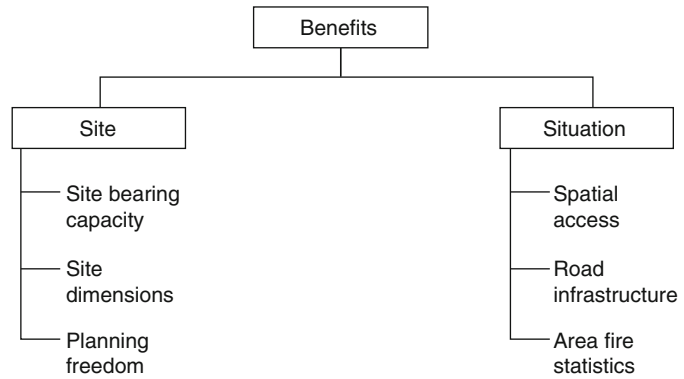 Benefits
Site
Situation
Site bearing
capacity
Site
dimensions
Planning
freedom
Spatial
access
Road
infrastructure
Area fire
statistics